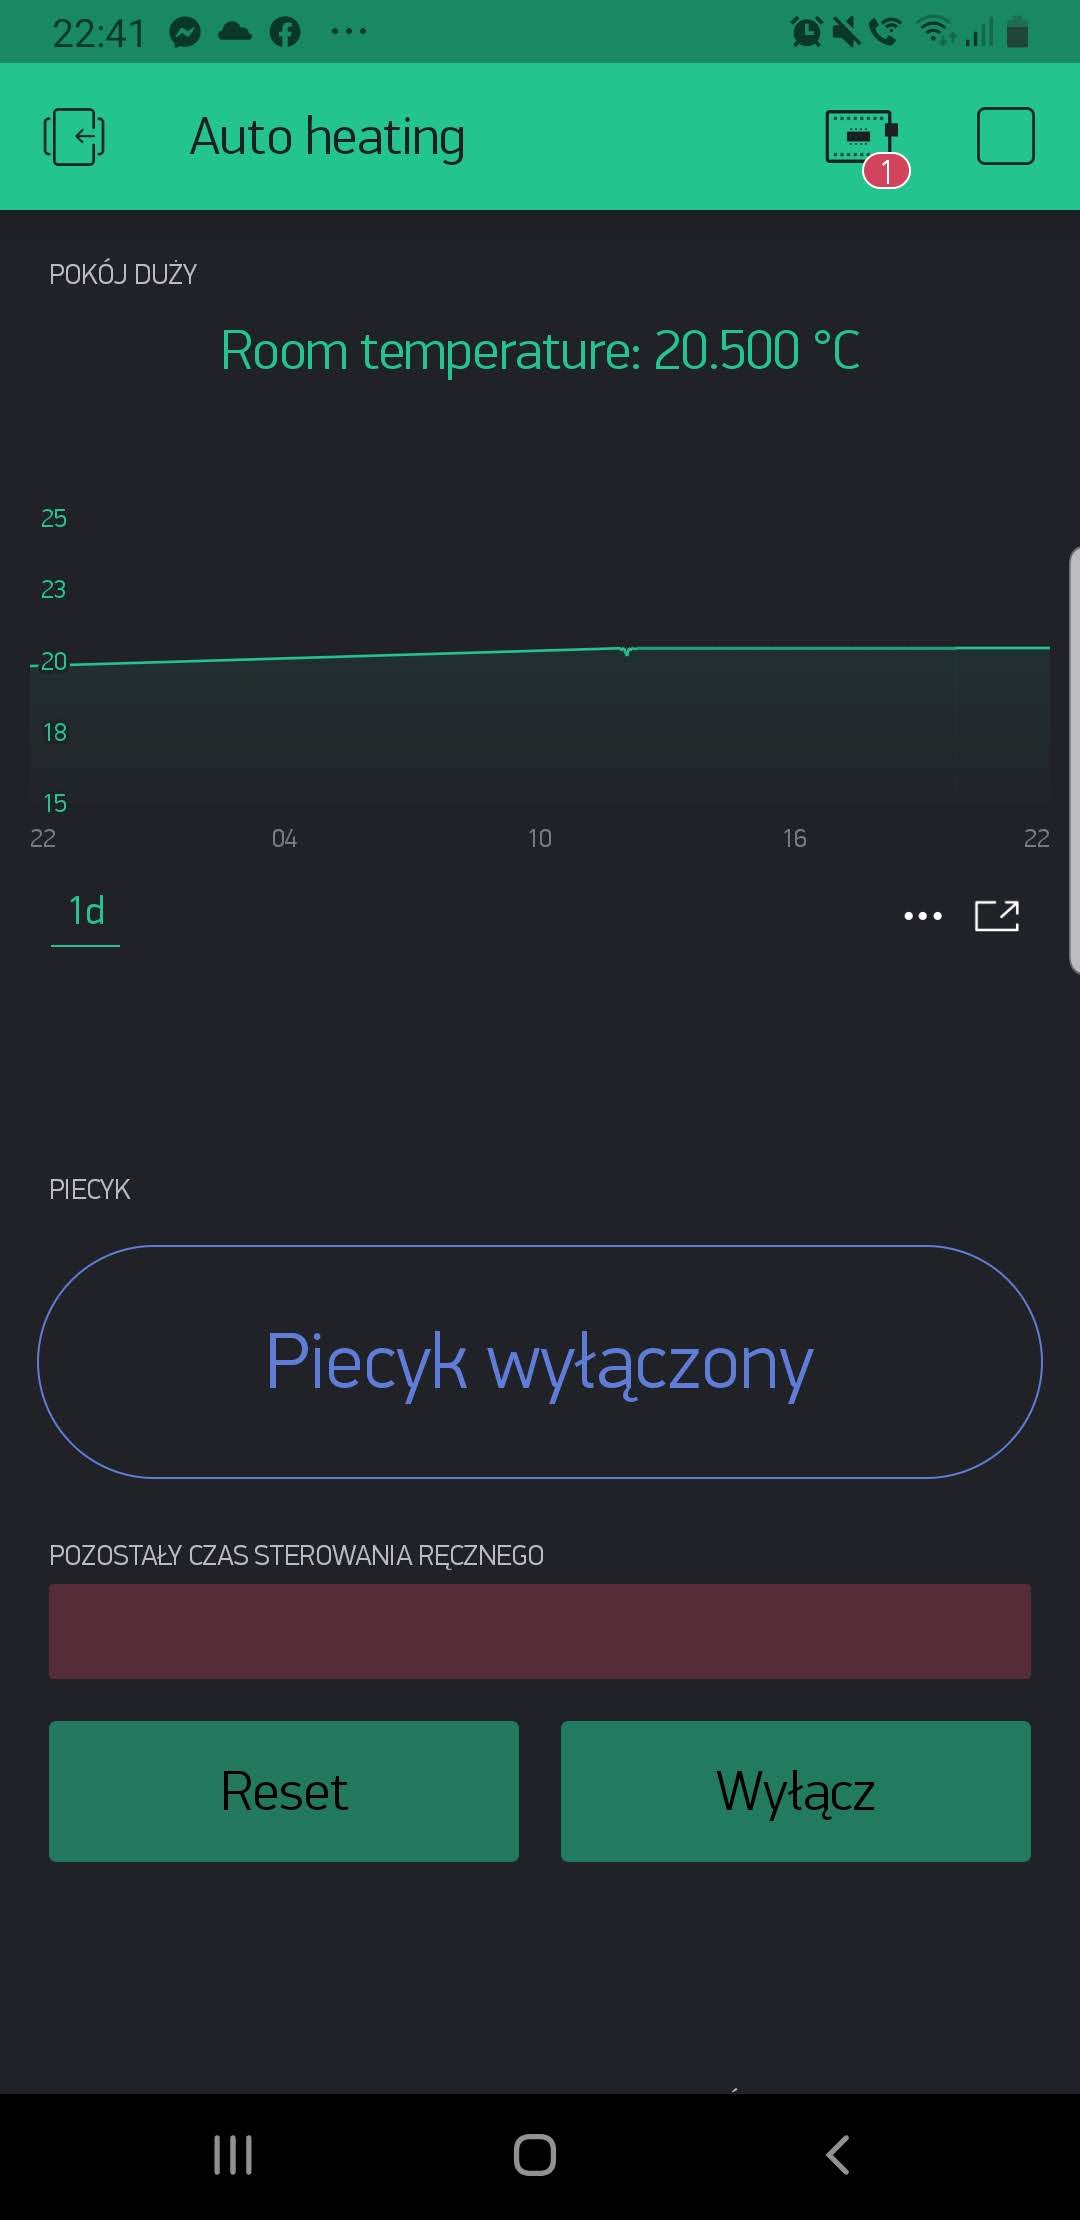 22:41
Auto heating
1
POKÓJ DUŻY
Room temperature: 20.500 °C
25
23
20
18
15
22 04 10 16 22
1d
PIECYK
Piecyk wyłączony
POZOSTAŁY CZAS STEROWANIA RĘCZNEGO
Reset Wyłącz